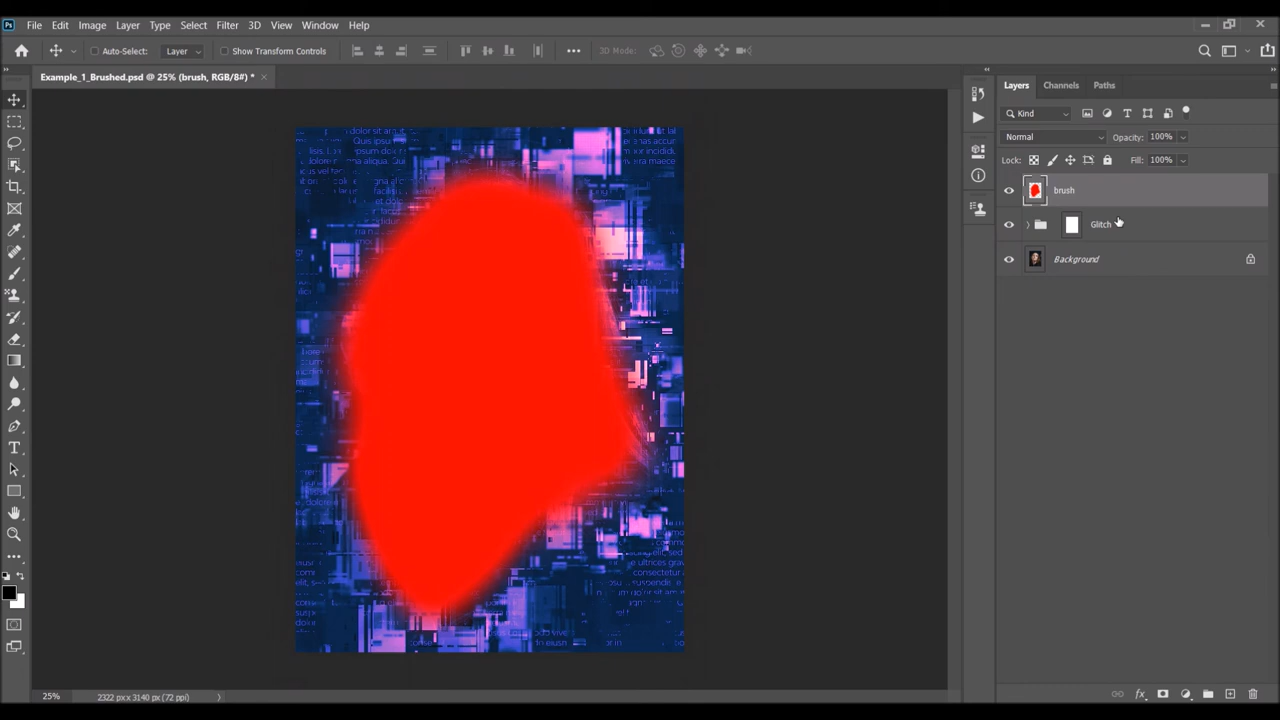 Ps File Edit Image Layer Type Select Filter 3D View Window Help
Auto-Select: Layer Show Transform Controls 3D Mode:
Example_1_Brushed.psd @ 25% (brush, RGB/8#) *
Layers Channels Paths
Kind
Normal Opacity: 100%
Lock: Fill: 100%
brush
Glitch
Background
25% 2322 px x 3140 px (72 ppi)